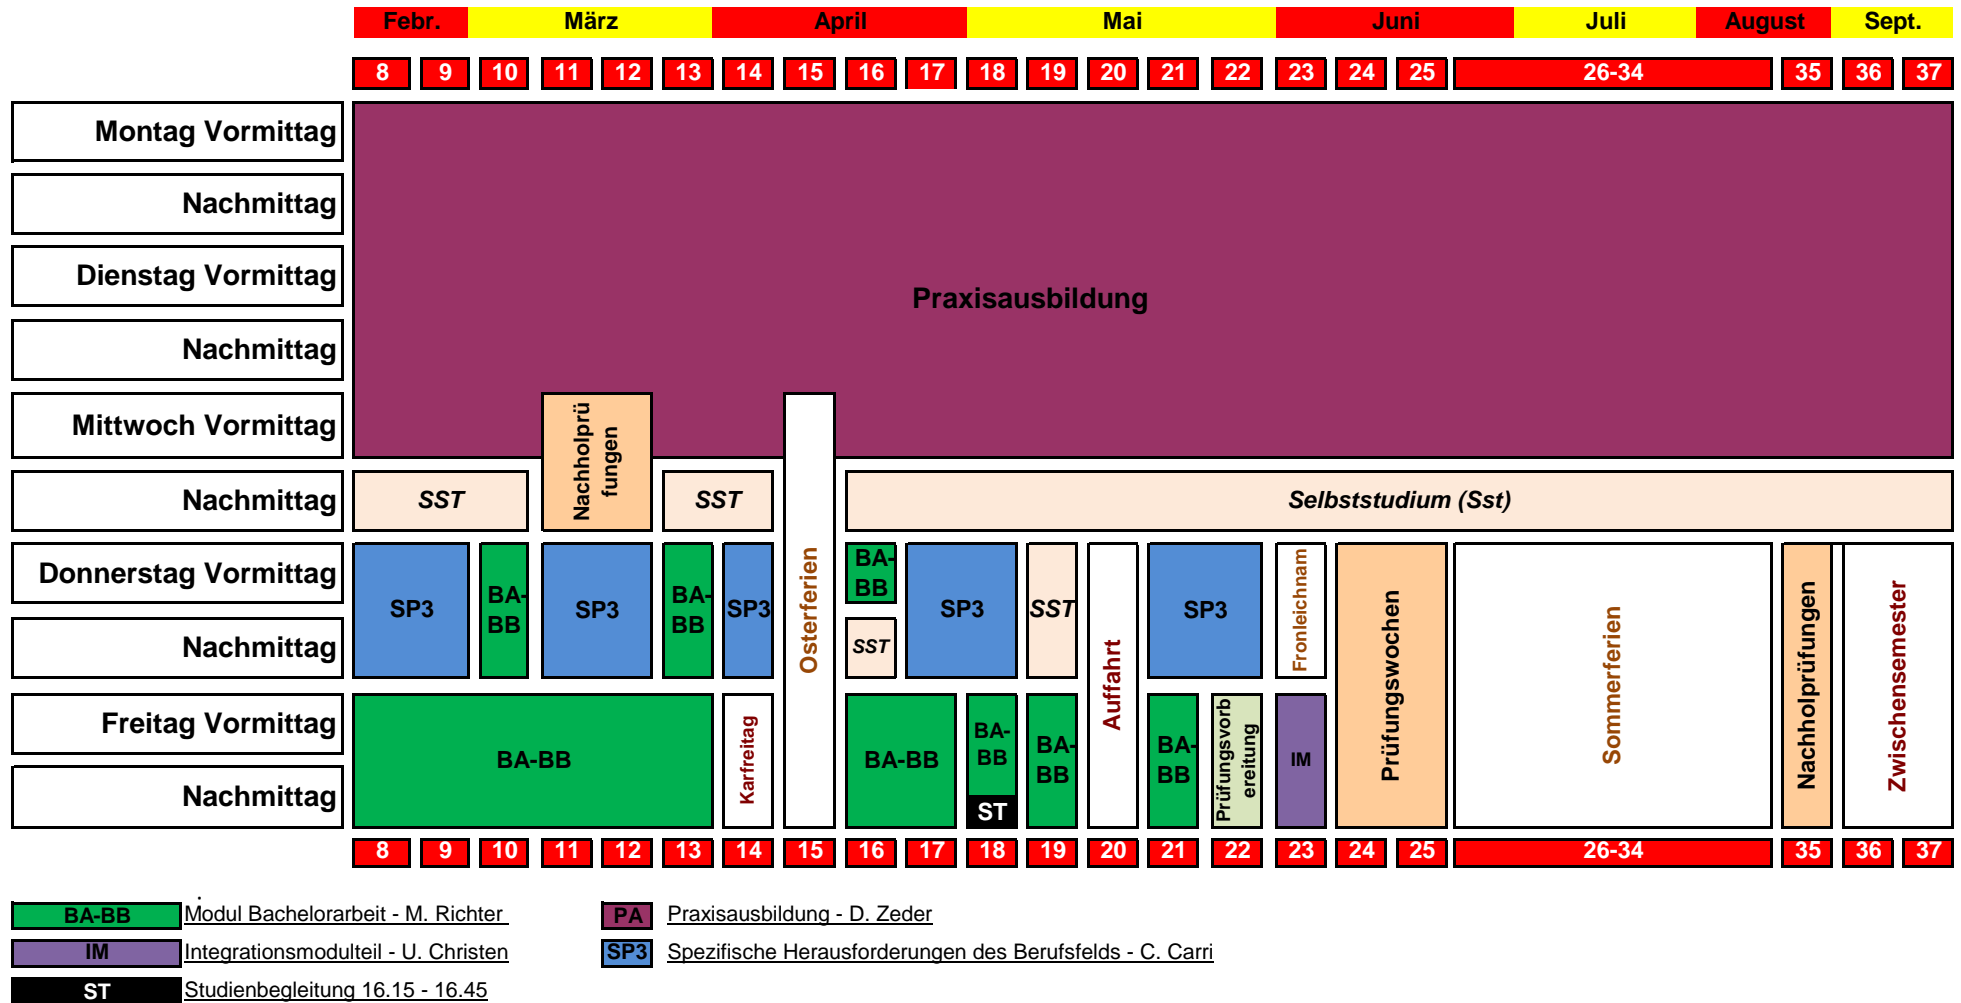 Febr. März April Mai Juni Juli August Sept.
8 9 10 11 12 13 14 15 16 17 18 19 20 21 22 23 24 25 26-34 35 36 37
Montag Vormittag
Nachmittag
Dienstag Vormittag
Praxisausbildung
Nachmittag
Mittwoch Vormittag
Nachholprü
fungen
Nachmittag
SST
SST
Selbststudium (Sst)
Donnerstag Vormittag
Nachmittag
SP3
BA-
BB
SP3
BA-
BB
SP3
Osterferien
BA-
BB
SST
SP3
SST
Auffahrt
SP3
Fronleichnam
Prüfungswochen
Sommerferien
Nachholprüfungen
Zwischensemester
Freitag Vormittag
Nachmittag
BA-BB
Karfreitag
BA-BB
BA-
BB
ST
BA-
BB
BA-
BB
Prüfungsvorb
ereitung
IM
8 9 10 11 12 13 14 15 16 17 18 19 20 21 22 23 24 25 26-34 35 36 37
BA-BB Modul Bachelorarbeit - M. Richter
PA Praxisausbildung - D. Zeder
IM Integrationsmodulteil - U. Christen
SP3 Spezifische Herausforderungen des Berufsfelds - C. Carri
ST Studienbegleitung 16.15 - 16.45